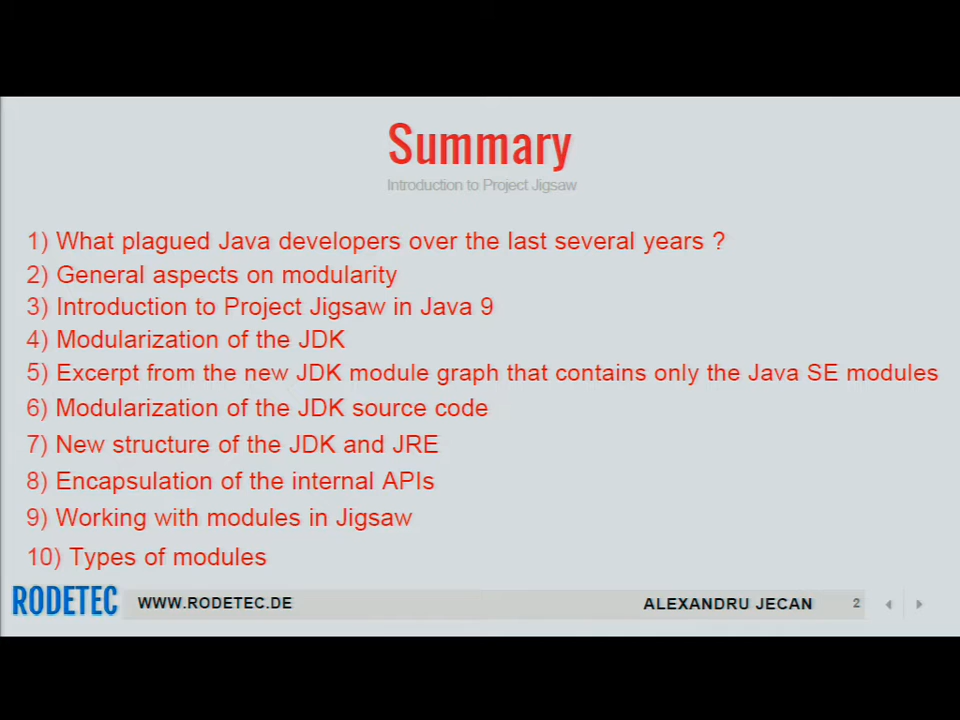 Summary
Introduction to Project Jigsaw
1) What plagued Java developers over the last several years ?
2) General aspects on modularity
3) Introduction to Project Jigsaw in Java 9
4) Modularization of the JDK
5) Excerpt from the new JDK module graph that contains only the Java SE modules
6) Modularization of the JDK source code
7) New structure of the JDK and JRE
8) Encapsulation of the internal APIs
9) Working with modules in Jigsaw
10) Types of modules
RODETEC WWW.RODETEC.DE ALEXANDRU JECAN 2